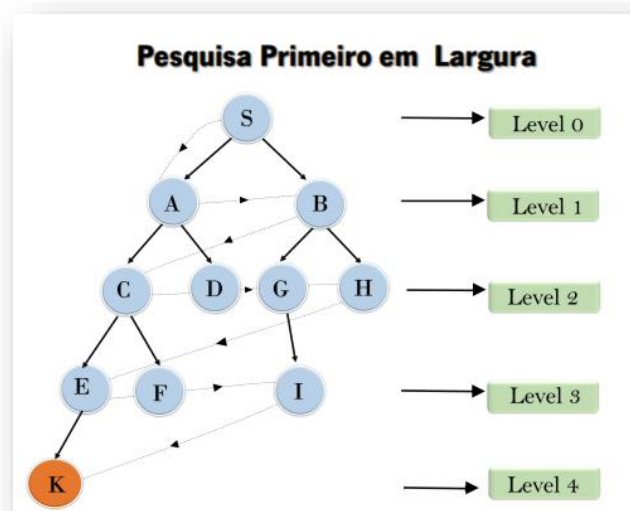 Pesquisa Primeiro em Largura
S
Level 0
A
B
Level 1
C
D
G
H
Level 2
E
F
I
Level 3
K
Level 4